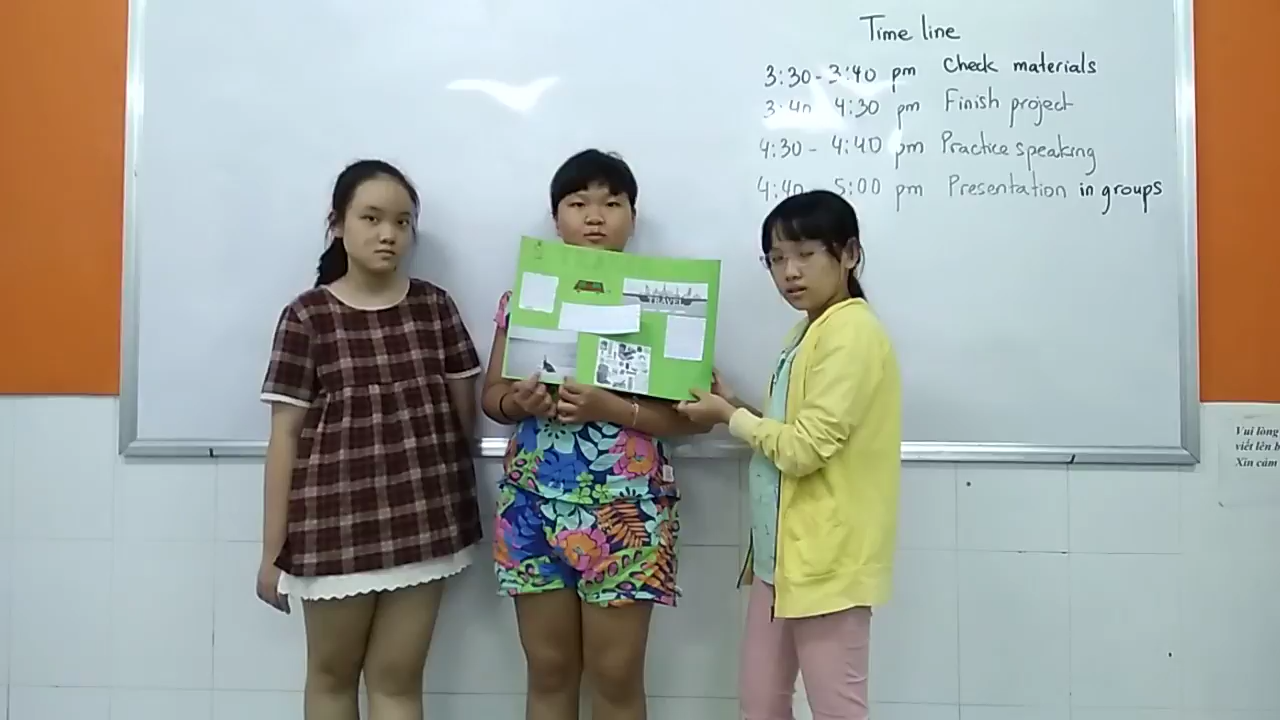 Time line
3:30 - 3:40 pm Check materials
3:40 4:30 pm Finish project
4:30 - 4:40 pm Practice speaking
4:40 5:00 pm Presentation in groups
TRAVEL
Vui lòng
viết lên b
Xin cảm